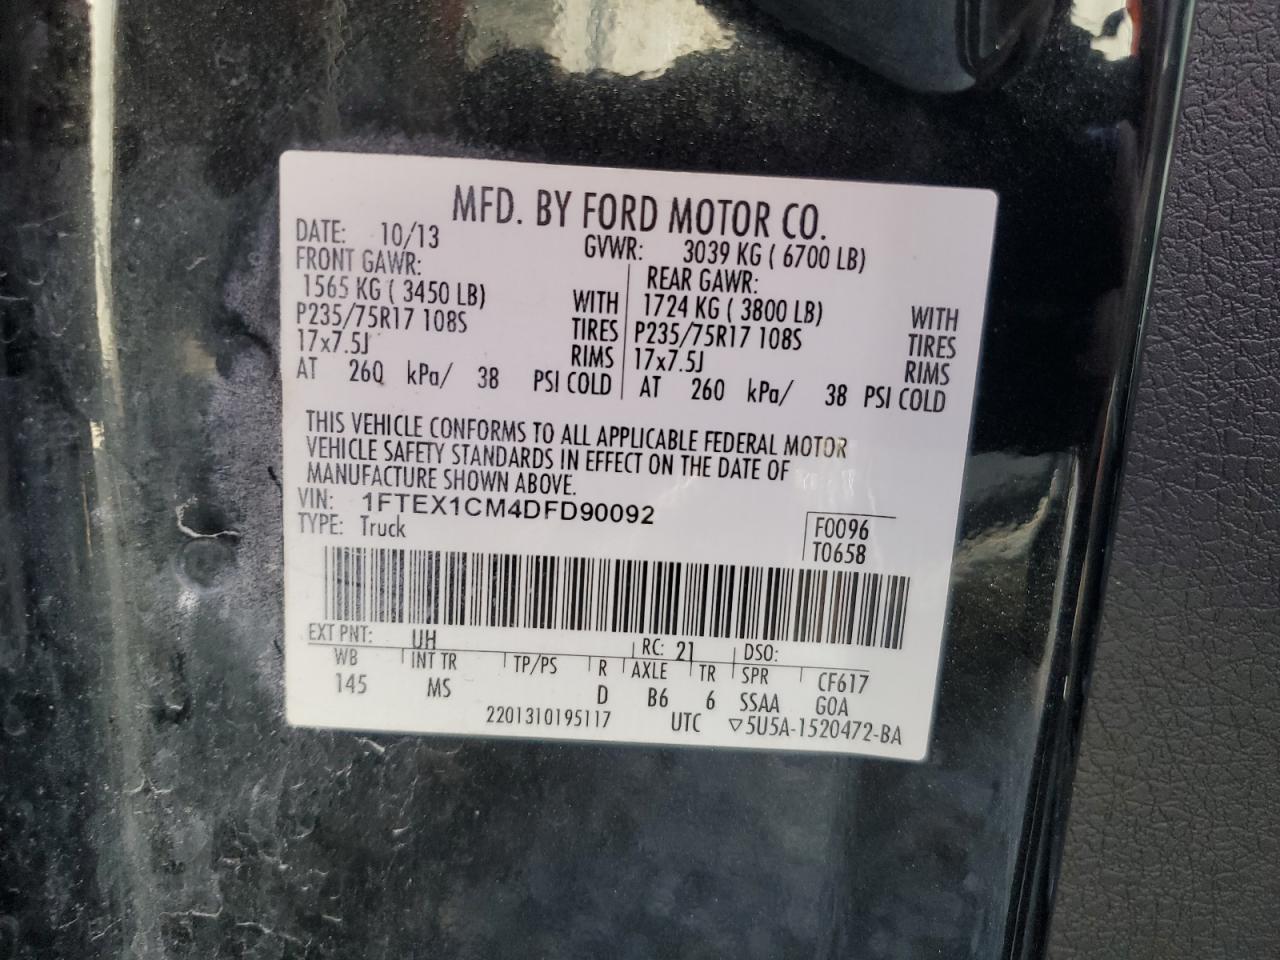 MFD. BY FORD MOTOR CO.
DATE: 10/13 GVWR: 3039 KG ( 6700 LB)
FRONT GAWR: REAR GAWR:
1565 KG ( 3450 LB) WITH 1724 KG ( 3800 LB) WITH
P235/75R17 108S TIRES P235/75R17 108S TIRES
17x7.5J RIMS 17x7.5J RIMS
AT 260 kPa/ 38 PSI COLD AT 260 kPa/ 38 PSI COLD
THIS VEHICLE CONFORMS TO ALL APPLICABLE FEDERAL MOTOR
VEHICLE SAFETY STANDARDS IN EFFECT ON THE DATE OF
MANUFACTURE SHOWN ABOVE.
VIN: 1FTEX1CM4DFD90092
TYPE: Truck F0096
T0658
EXT PNT: UH RC: 21 DSO:
WB INT TR TP/PS R AXLE TR SPR CF617
145 MS D B6 6 SSAA GOA
2201310195117 UTC ▽5U5A-1520472-BA